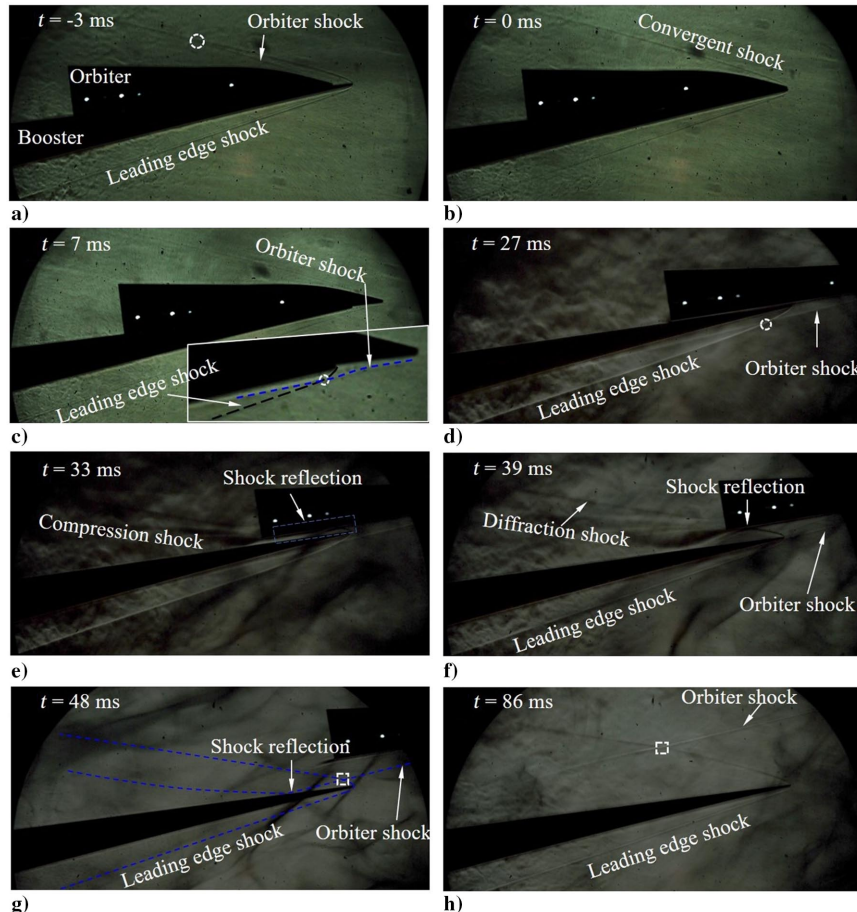 t = -3 ms
Orbiter shock
Orbiter
Booster
Leading edge shock
a)
t = 0 ms
Convergent shock
b)
t = 7 ms
Orbiter shock
Leading edge shock
c)
t = 27 ms
Orbiter shock
Leading edge shock
d)
t = 33 ms
Shock reflection
Compression shock
e)
t = 39 ms
Shock reflection
Diffraction shock
Orbiter shock
Leading edge shock
f)
t = 48 ms
Shock reflection
Orbiter shock
Leading edge shock
g)
t = 86 ms
Orbiter shock
Leading edge shock
h)